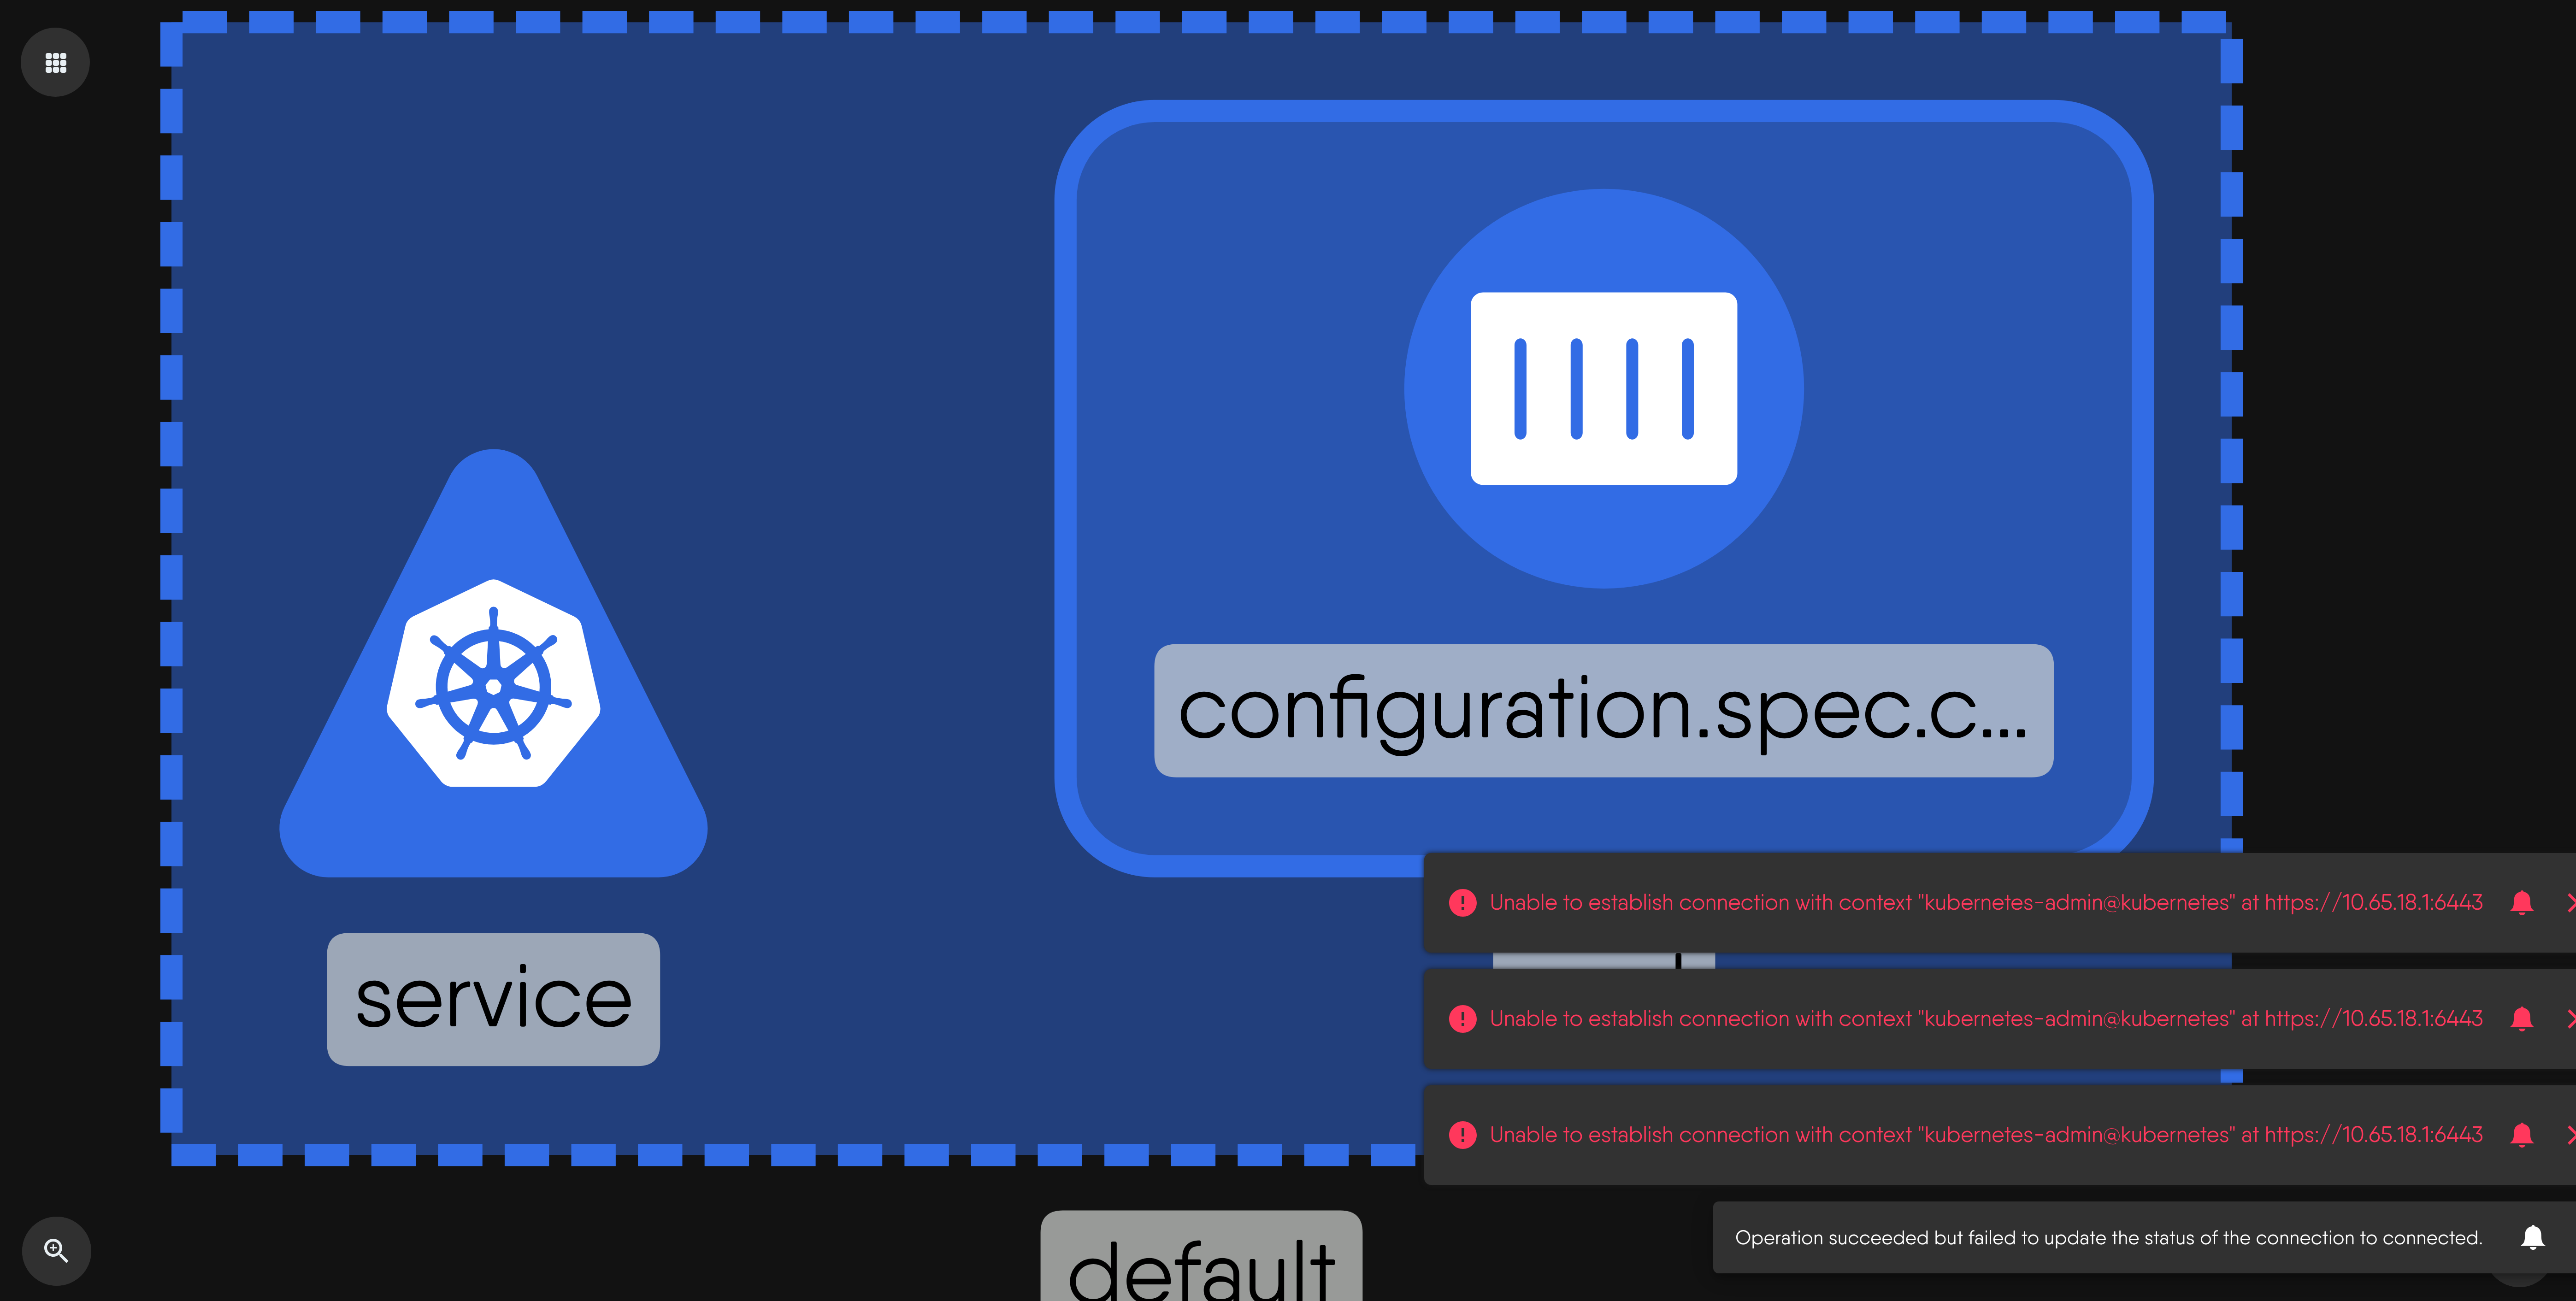 configuration.spec.c...
service
Unable to establish connection with context "kubernetes-admin@kubernetes" at https://10.65.18.1:6443
Unable to establish connection with context "kubernetes-admin@kubernetes" at https://10.65.18.1:6443
Unable to establish connection with context "kubernetes-admin@kubernetes" at https://10.65.18.1:6443
Operation succeeded but failed to update the status of the connection to connected.
default